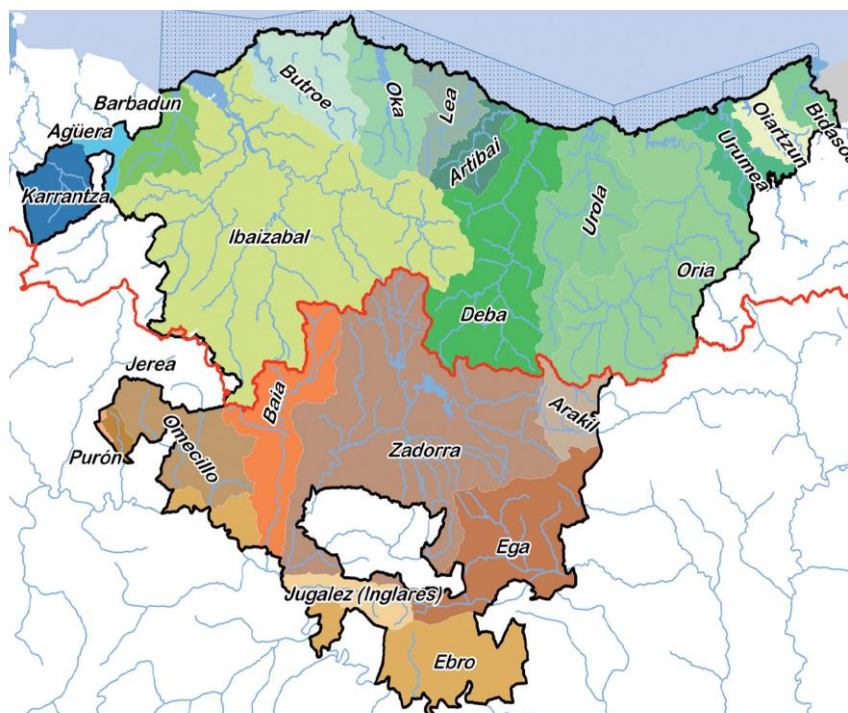 Butroe
Oka
Lea
Artibai
Barbadun
Agüera
Karrantza
Oiartzun
Bidasoa
Urumea
Ibaizabal
Urola
Oria
Deba
Jerea
Baia
Arakil
Omecillo
Purón
Zadorra
Ega
Jugalez (Inglares)
Ebro